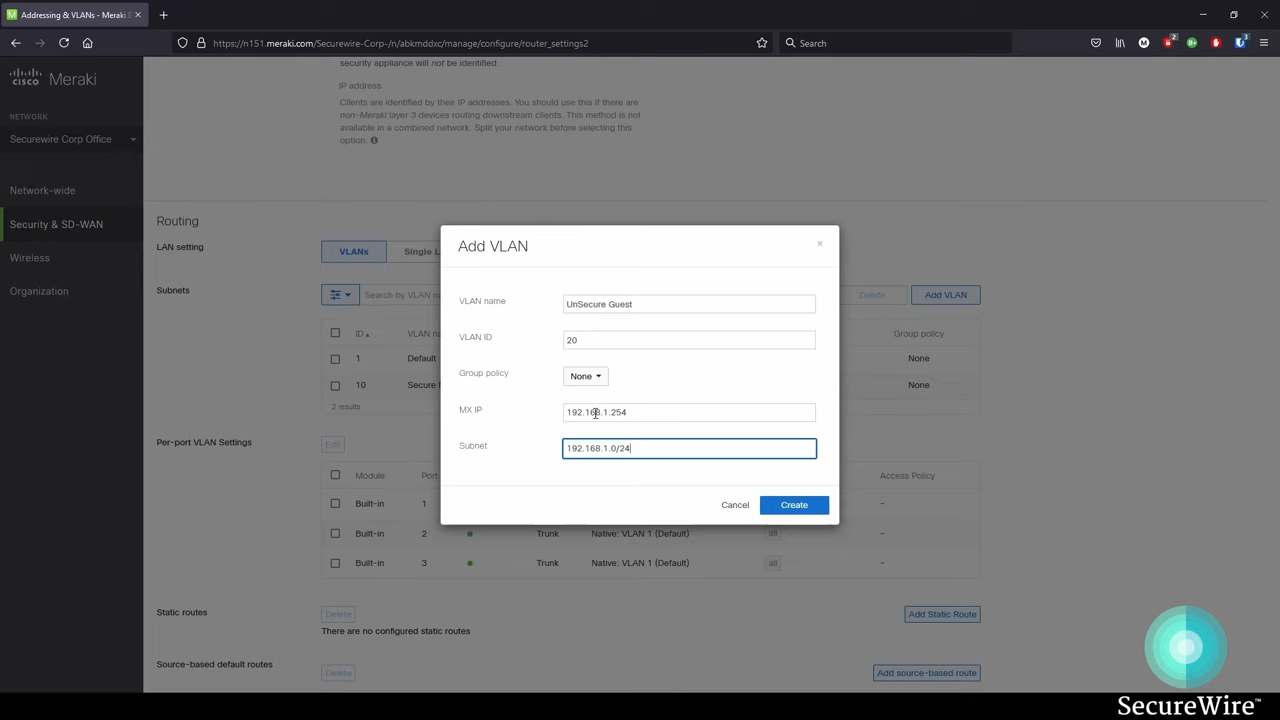 Addressing & VLANs - Meraki
https://n151.meraki.com/Securewire-Corp-/n/abkmddxc/manage/configure/router_settings2
Search
2
3
cisco Meraki
NETWORK
Securewire Corp Office
Network-wide
Security & SD-WAN
Wireless
Organization
security appliance will not be identified.
IP address
Clients are identified by their IP addresses. You should use this if there are
non-Meraki layer 3 devices routing downstream clients. This method is not
available in a combined network. Split your network before selecting this
option.
Routing
LAN setting
VLANs
Single L
Subnets
Search by VLAN
Delete
Add VLAN
ID
VLAN
Group policy
1
Default
None
10
Secure
None
2 results
Add VLAN
×
VLAN name
UnSecure Guest
VLAN ID
20
Group policy
None
MX IP
192.168.1.254
Subnet
192.168.1.0/24
Cancel
Create
Per-port VLAN Settings
Edit
Module
Port
Access Policy
Built-in
1
-
Built-in
2
Trunk
Native: VLAN 1 (Default)
all
-
Built-in
3
Trunk
Native: VLAN 1 (Default)
all
-
Static routes
Delete
Add Static Route
There are no configured static routes
Source-based default routes
Delete
Add source-based route
SecureWire™